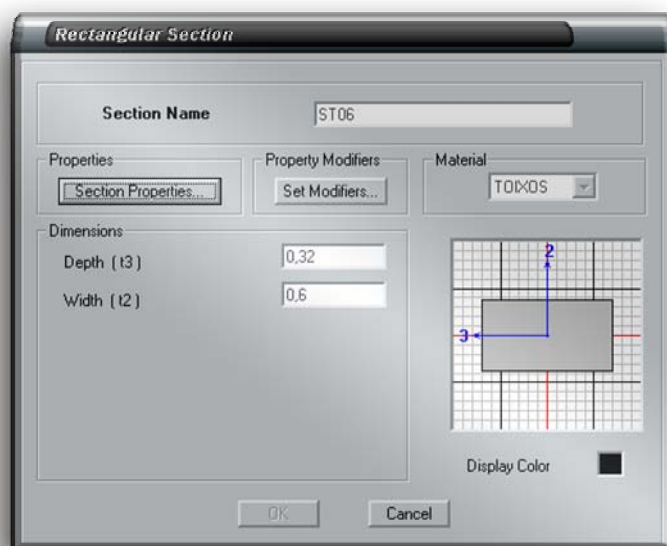 Rectangular Section
Section Name ST06
Properties Property Modifiers Material
Section Properties... Set Modifiers... TOIXOS
Dimensions
Depth ( t3 ) 0,32
Width ( t2 ) 0,6
2
3
Display Color
OK Cancel